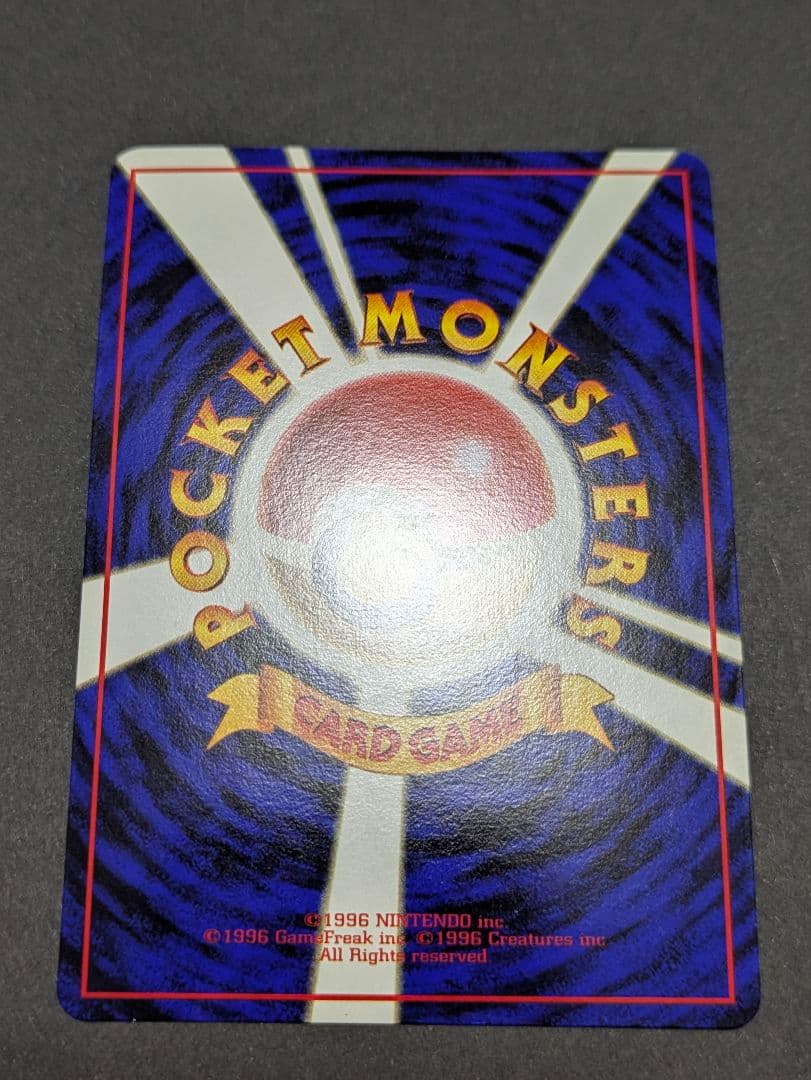 POCKET MONSTERS
CARD GAME
©1996 NINTENDO inc
©1996 GameFreak inc ©1996 Creatures inc
All Rights reserved